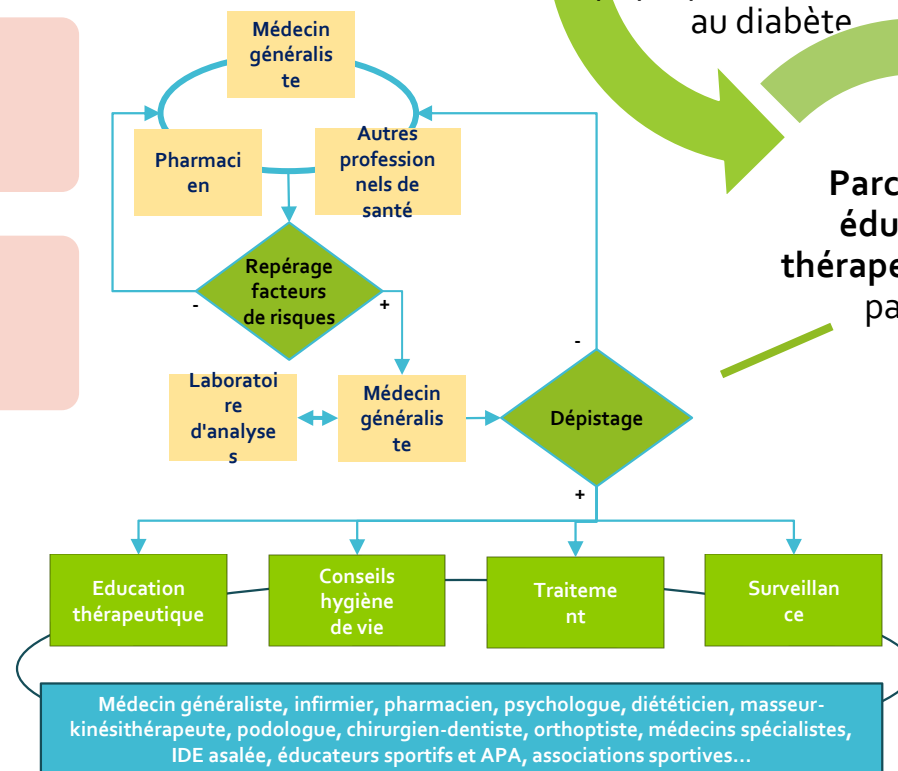 au diabète
Médecin
généralis
te
Pharmaci
en
Autres
profession
nels de
santé
Repérage
facteurs
de risques
-
+
Laboratoi
re
d'analyse
s
Médecin
généralis
te
-
Dépistage
+
Education
thérapeutique
Conseils
hygiène
de vie
Traiteme
nt
Surveillan
ce
Médecin généraliste, infirmier, pharmacien, psychologue, diététicien, masseur-
kinésithérapeute, podologue, chirurgien-dentiste, orthoptiste, médecins spécialistes,
IDE asalée, éducateurs sportifs et APA, associations sportives…
Parc
édu
thérape
pa